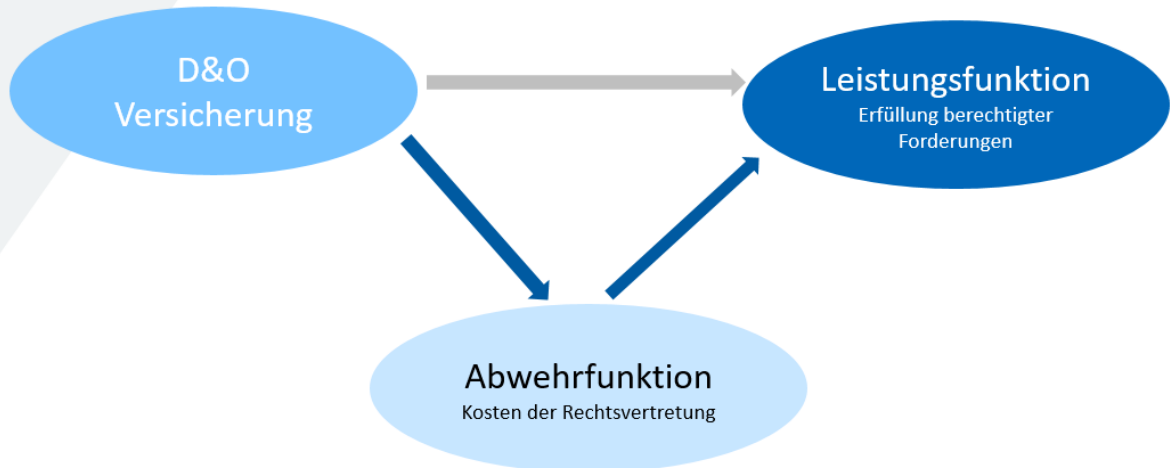 D&O
Versicherung
Leistungsfunktion
Erfüllung berechtigter
Forderungen
Abwehrfunktion
Kosten der Rechtsvertretung